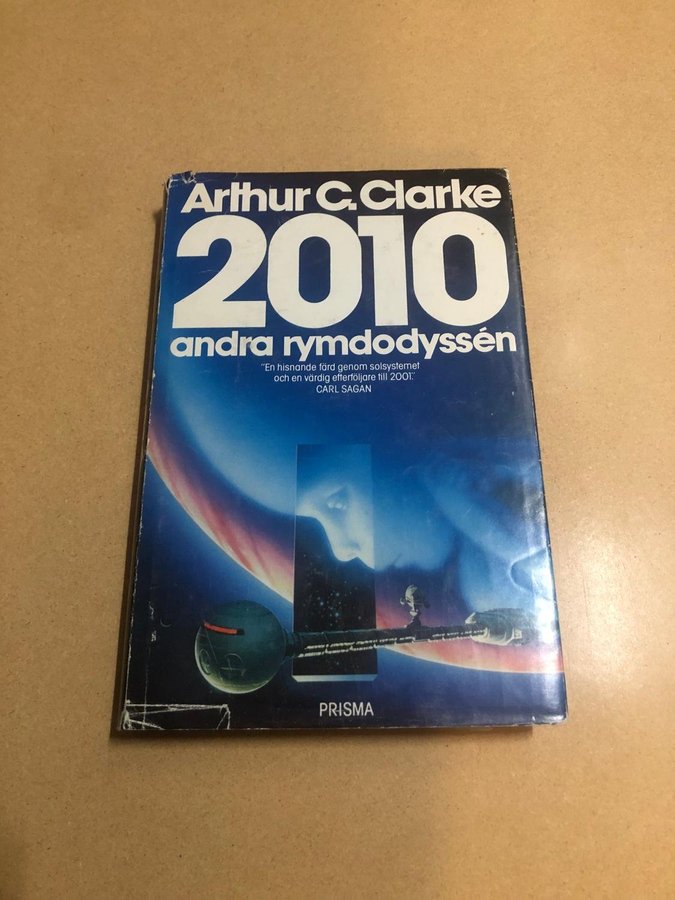 Arthur C. Clarke
2010
andra rymdodyssén
"En hisnande färd genom solsystemet
och en värdig efterföljare till 2001."
CARL SAGAN
PRISMA